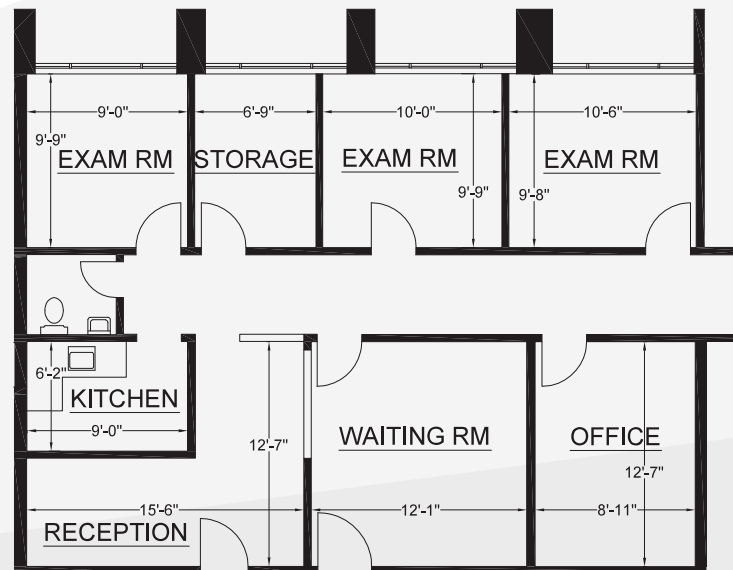 9'-0"
6'-9"
10'-0"
10'-6"
9'-9"
EXAM RM
STORAGE
EXAM RM
EXAM RM
9'-9"
9'-8"
6'-2"
KITCHEN
9'-0"
12'-7"
WAITING RM
OFFICE
12'-7"
15'-6"
12'-1"
8'-11"
RECEPTION